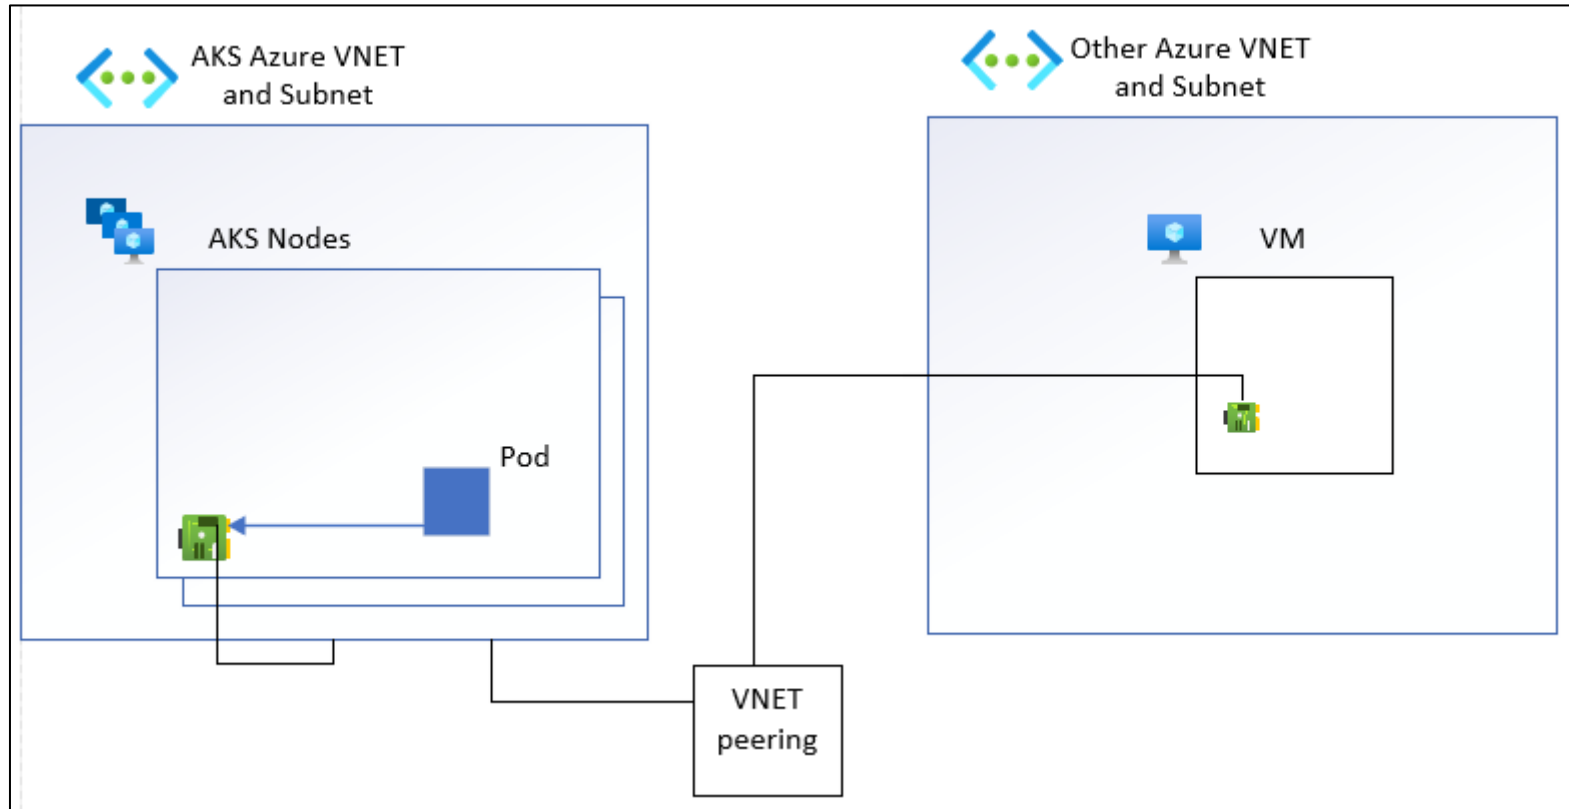 AKS Azure VNET
and Subnet
Other Azure VNET
and Subnet
AKS Nodes
VM
Pod
VNET
peering